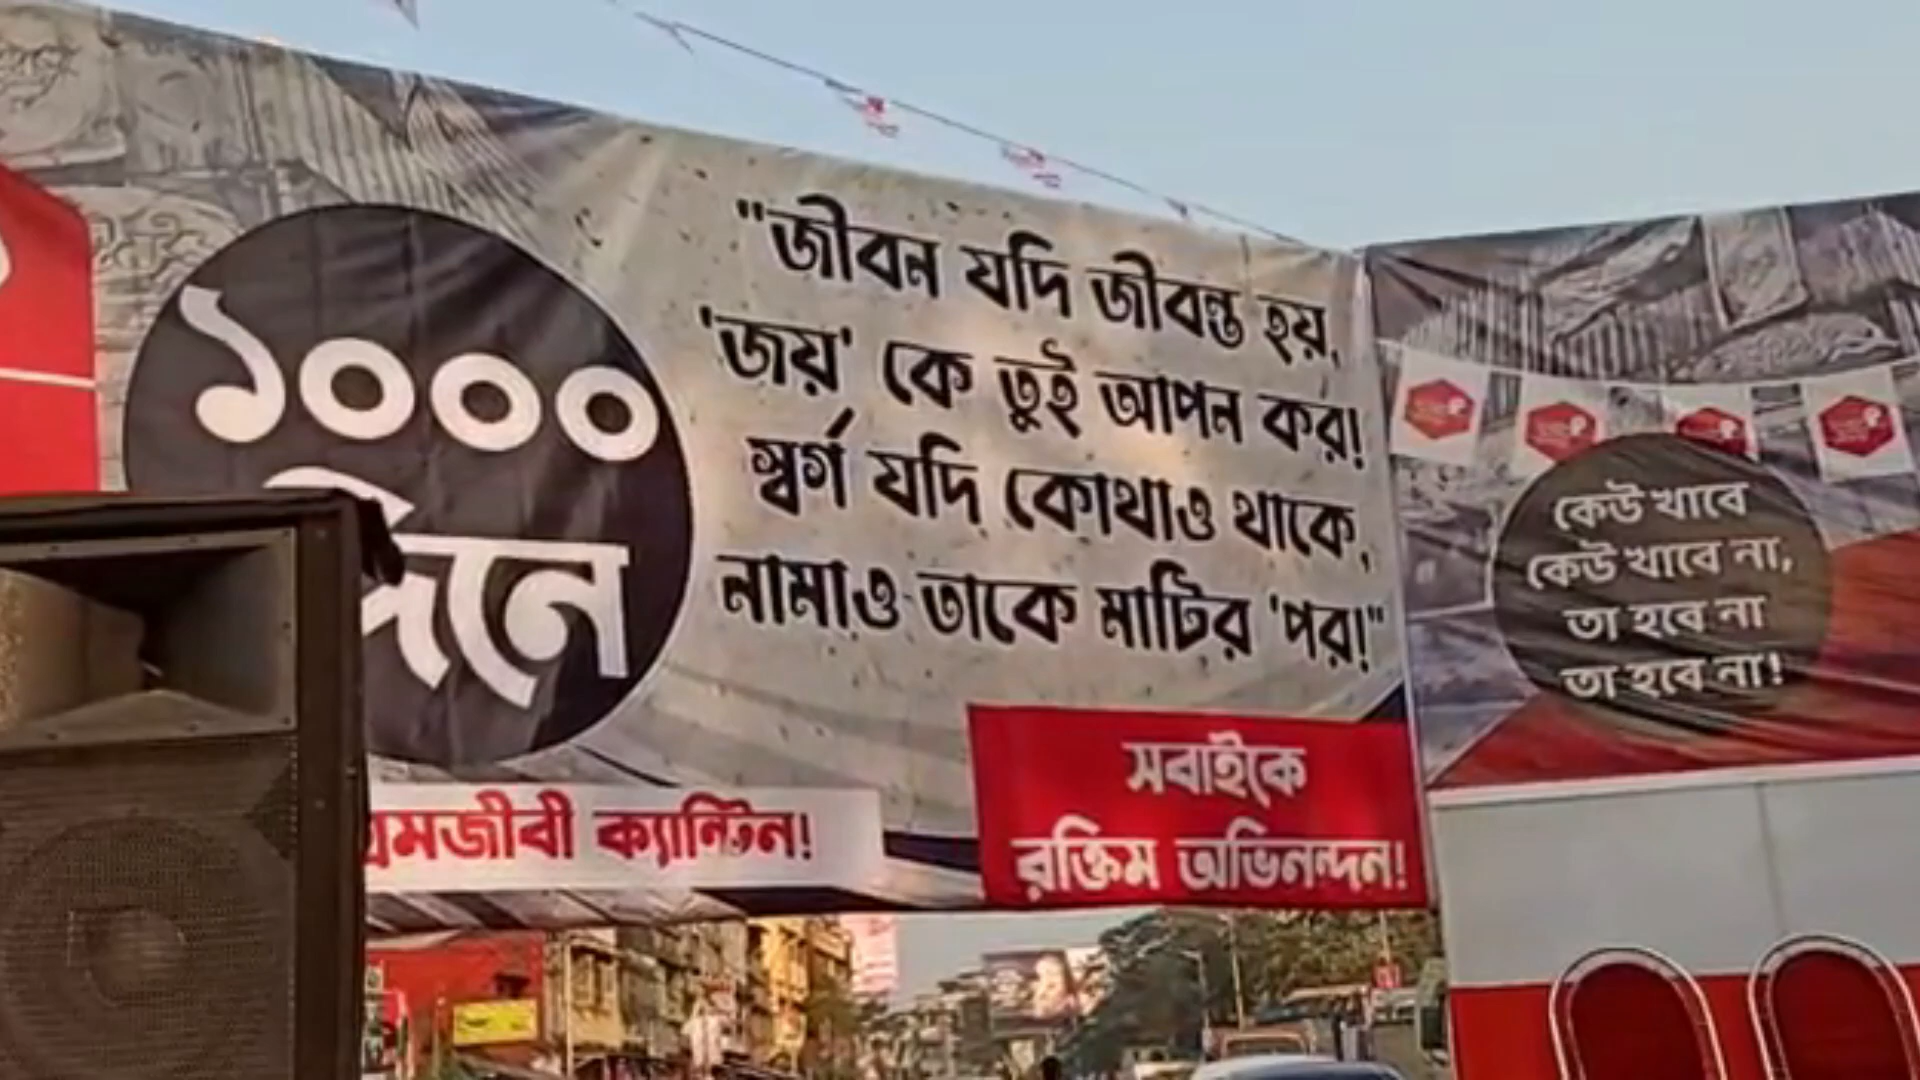 ১০০০
দিনে
"জীবন যদি জীবন্ত হয়,
'জয়' কে তুই আপন কর!
স্বর্গ যদি কোথাও থাকে,
নামাও তাকে মাটির 'পর!"
শ্রমজীবী ক্যান্টিন!
সবাইকে
রক্তিম অভিনন্দন!
কেউ খাবে
কেউ খাবে না,
তা হবে না
তা হবে না!